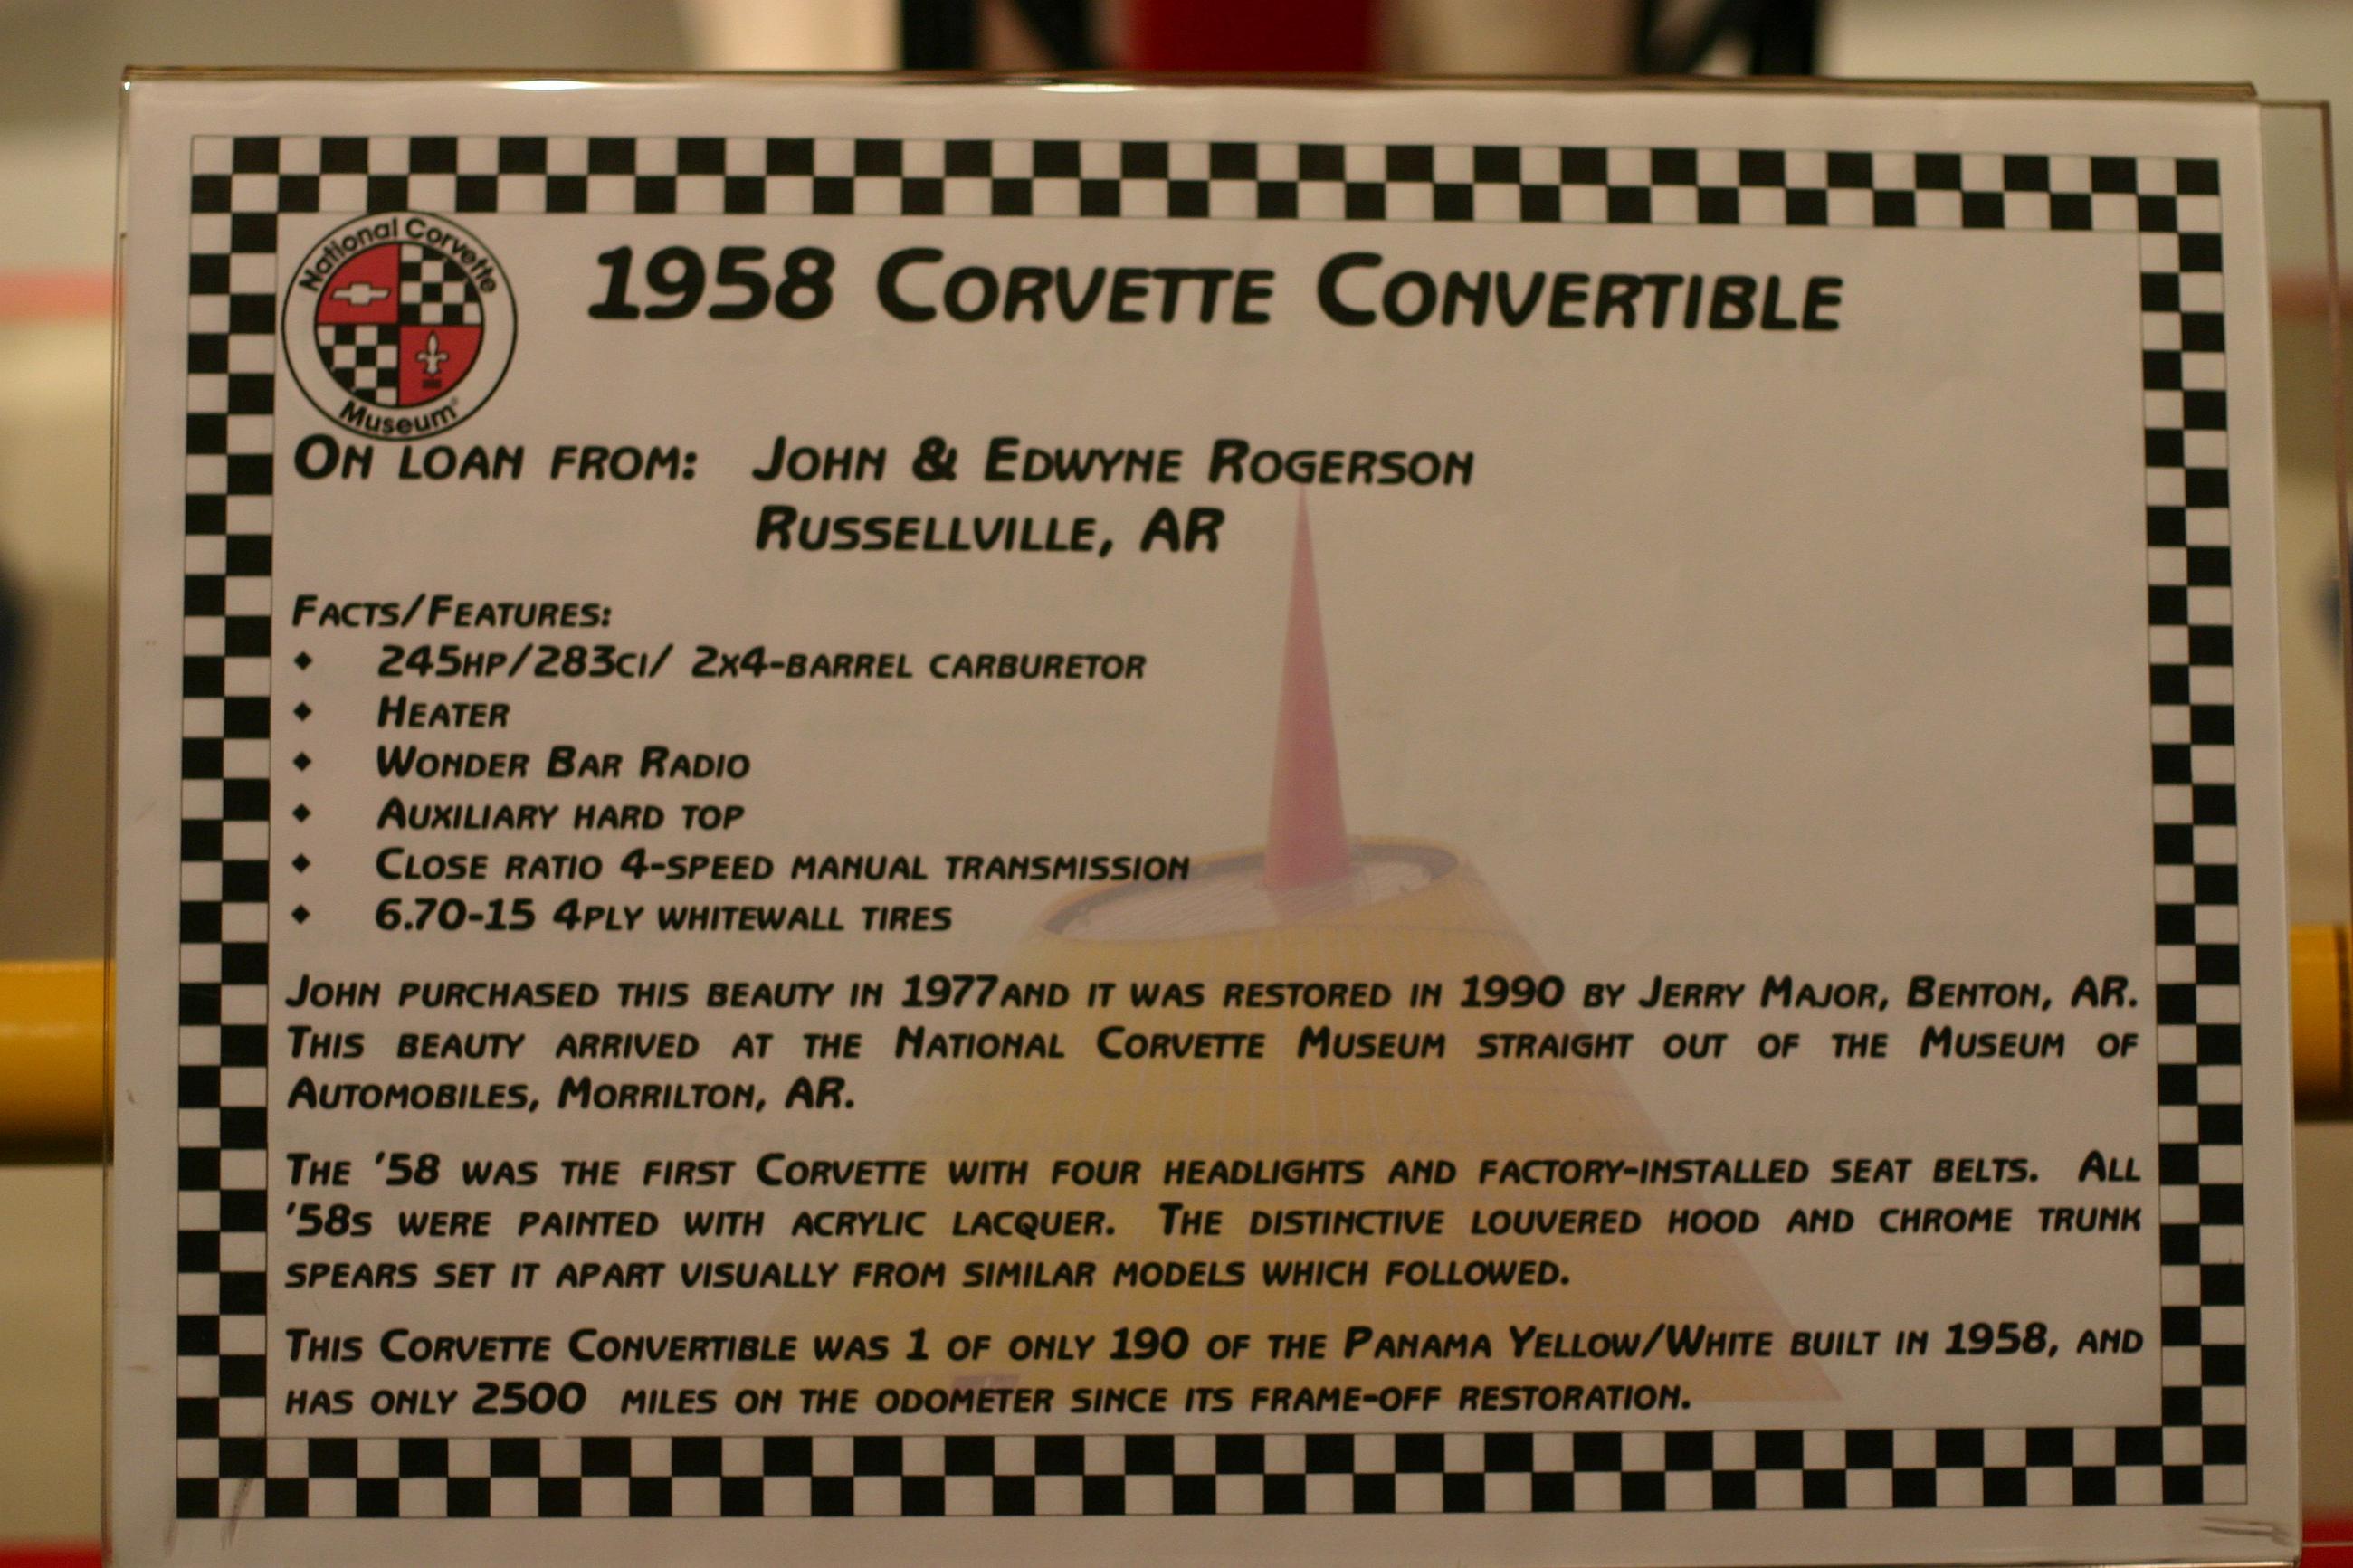 National Corvette
Museum
1958 Corvette Convertible
On loan from: John & Edwyne Rogerson
Russellville, AR
Facts/Features:
◆ 245hp/283ci/ 2x4-barrel carburetor
◆ Heater
◆ Wonder Bar Radio
◆ Auxiliary hard top
◆ Close ratio 4-speed manual transmission
◆ 6.70-15 4ply whitewall tires
John purchased this beauty in 1977and it was restored in 1990 by Jerry Major, Benton, AR.
This beauty arrived at the National Corvette Museum straight out of the Museum of
Automobiles, Morrilton, AR.
The '58 was the first Corvette with four headlights and factory-installed seat belts. All
'58s were painted with acrylic lacquer. The distinctive louvered hood and chrome trunk
spears set it apart visually from similar models which followed.
This Corvette Convertible was 1 of only 190 of the Panama Yellow/White built in 1958, and
has only 2500 miles on the odometer since its frame-off restoration.